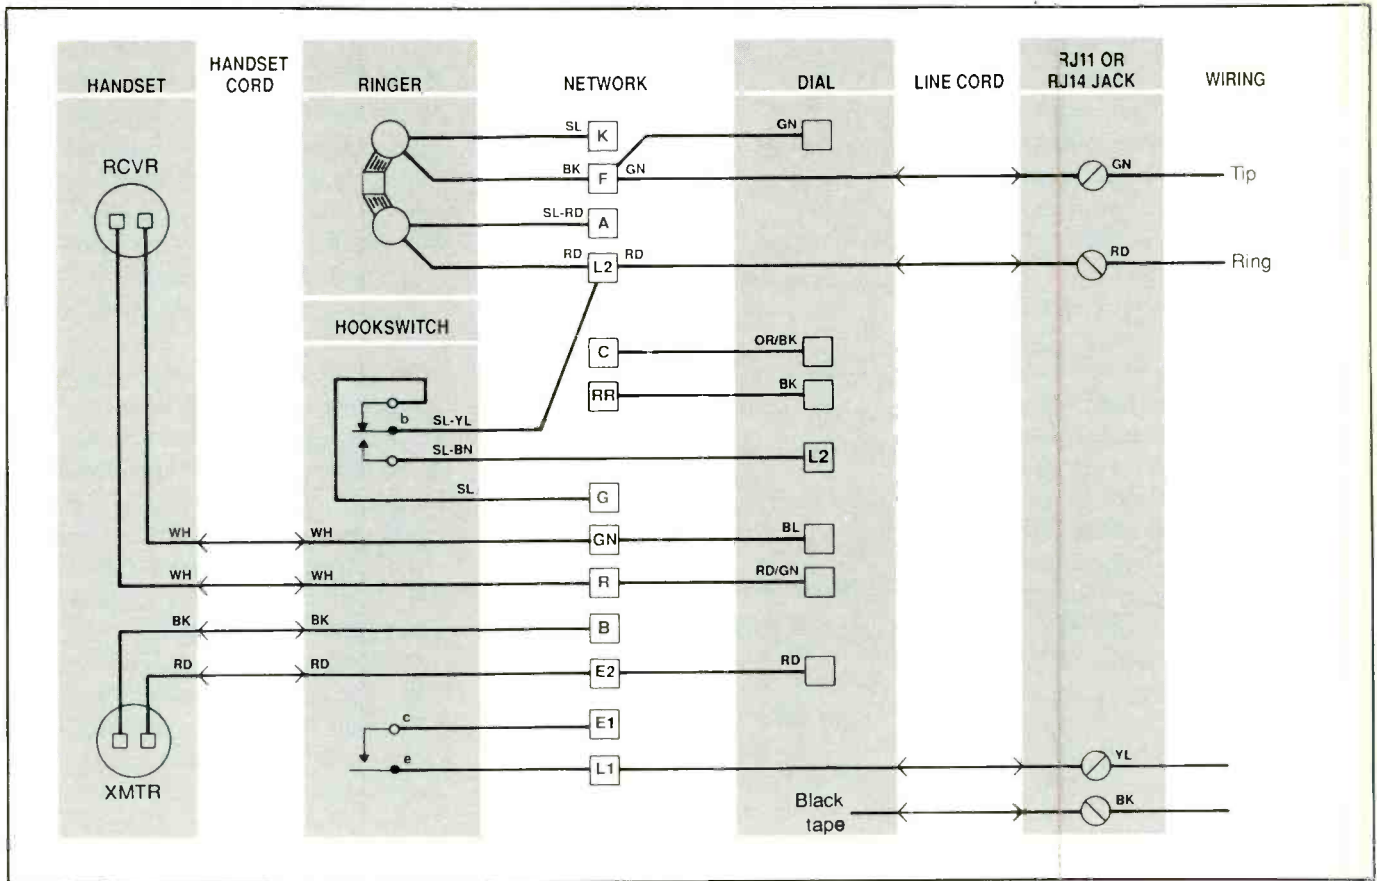 HANDSET
HANDSET CORD
RINGER
NETWORK
DIAL
LINE CORD
RJ11 OR RJ14 JACK
WIRING
RCVR
SL
K
GN
BK
F
GN
GN
Tip
SL-RD
A
RD
L2
RD
RD
Ring
HOOKSWITCH
C
OR/BK
RR
BK
b
SL-YL
SL-BN
L2
SL
G
WH
WH
GN
BL
WH
WH
R
RD/GN
BK
BK
B
RD
RD
E2
RD
c
E1
e
L1
YL
XMTR
Black tape
BK